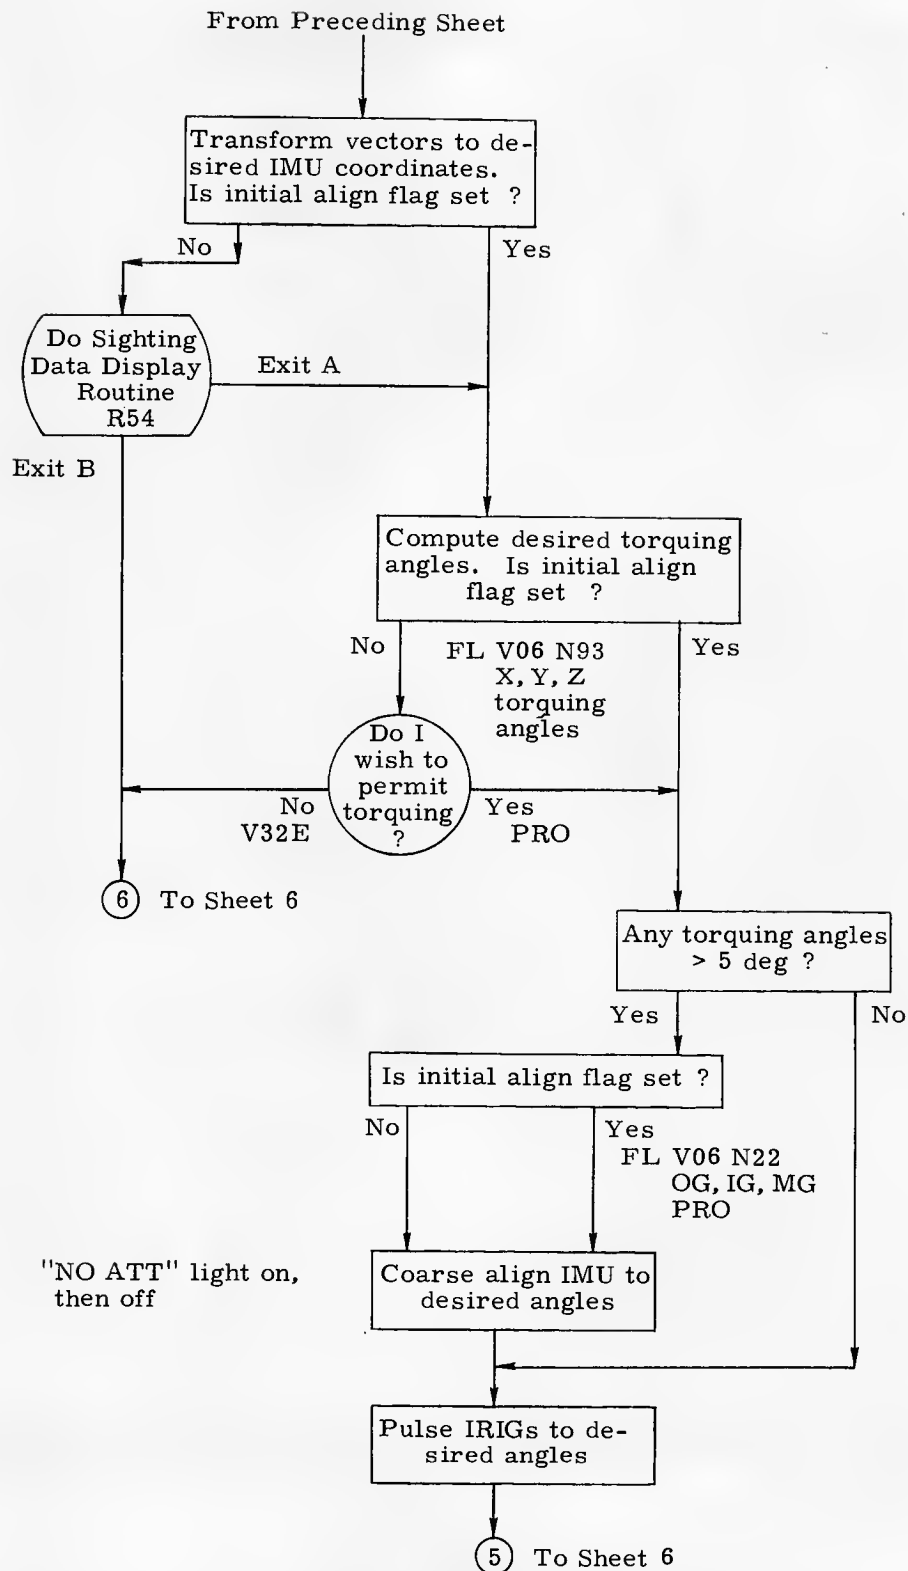 From Preceding Sheet
Transform vectors to de-
sired IMU coordinates.
Is initial align flag set ?
No
Yes
Do Sighting
Data Display
Routine
R54
Exit A
Exit B
Compute desired torquing
angles. Is initial align
flag set ?
No
FL V06 N93
X, Y, Z
torquing
angles
Yes
Do I
wish to
permit
torquing
?
No
V32E
Yes
PRO
6 To Sheet 6
Any torquing angles
> 5 deg ?
Yes
No
Is initial align flag set ?
No
Yes
FL V06 N22
OG, IG, MG
PRO
"NO ATT" light on,
then off
Coarse align IMU to
desired angles
Pulse IRIGs to de-
sired angles
5 To Sheet 6